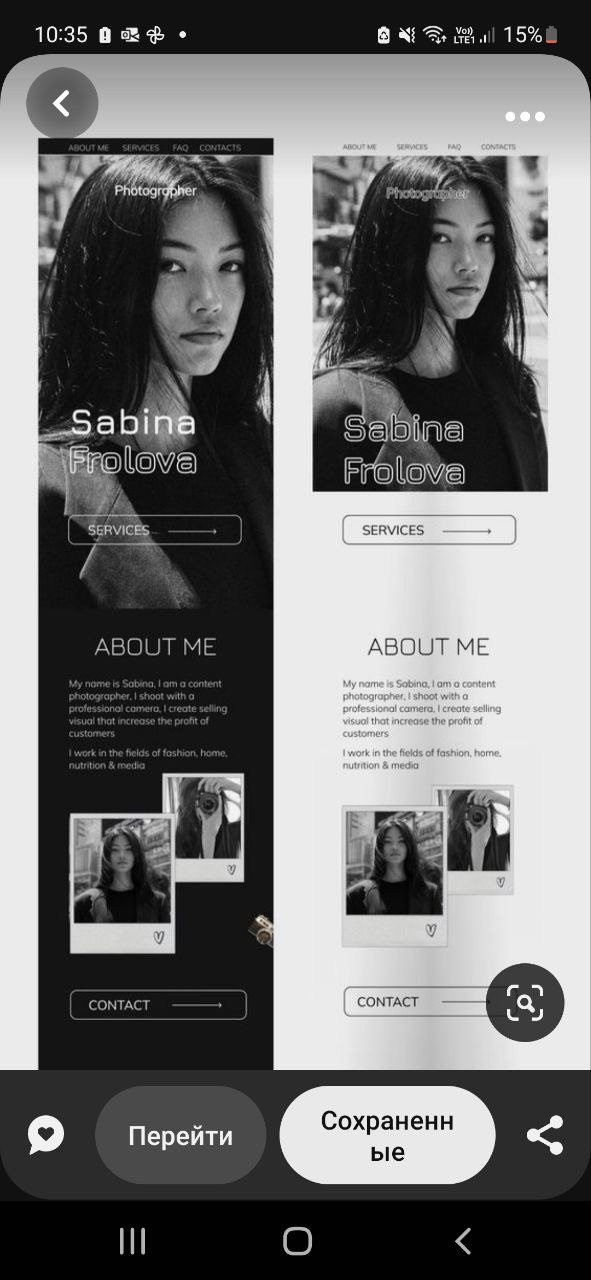 10:35
Vo)) LTE1 15%
ABOUT ME SERVICES FAQ CONTACTS
Photographer
Sabina
Frolova
SERVICES
ABOUT ME
My name is Sabina, I am a content
photographer, I shoot with a
professional camera, I create selling
visual that increase the profit of
customers
I work in the fields of fashion, home,
nutrition & media
CONTACT
ABOUT ME SERVICES FAQ CONTACTS
Photographer
Sabina
Frolova
SERVICES
ABOUT ME
My name is Sabina, I am a content
photographer, I shoot with a
professional camera, I create selling
visual that increase the profit of
customers
I work in the fields of fashion, home,
nutrition & media
CONTACT
Перейти
Сохраненн
ые